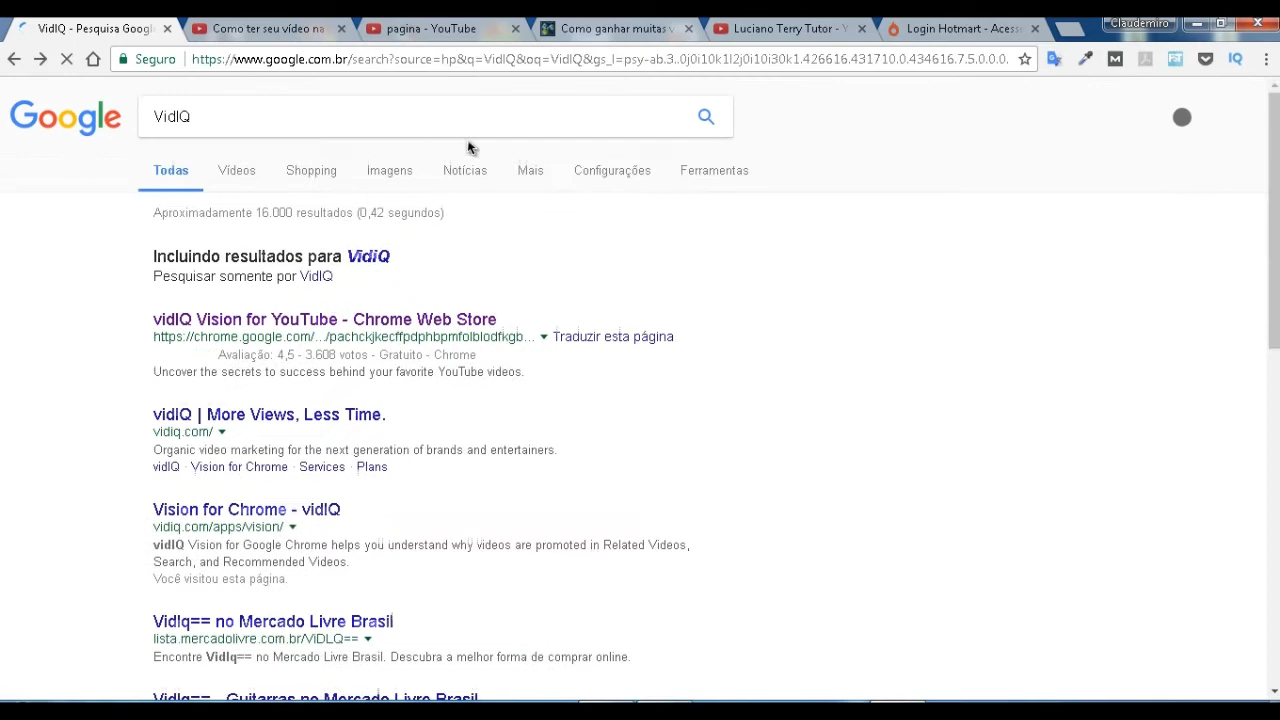 VidIQ - Pesquisa Googl
Como ter seu vídeo na
pagina - YouTube
Como ganhar muitas v
Luciano Terry Tutor -
Login Hotmart - Acess
Claudemiro
Seguro
https://www.google.com.br/search?source=hp&q=VidIQ&oq=VidIQ&gs_l=psy-ab.3..0j0i10k1l2j0i10i30k1.426616.431710.0.434616.7.5.0.0.0.
Google
VidIQ
Todas Vídeos Shopping Imagens Notícias Mais Configurações Ferramentas
Aproximadamente 16.000 resultados (0,42 segundos)
Incluindo resultados para VidiQ
Pesquisar somente por VidIQ
vidIQ Vision for YouTube - Chrome Web Store
https://chrome.google.com/.../pachckjkecffpdphbpmfolblodfkgb... Traduzir esta página
Avaliação: 4,5 - 3.608 votos - Gratuito - Chrome
Uncover the secrets to success behind your favorite YouTube videos.
vidIQ | More Views, Less Time.
vidiq.com/
Organic video marketing for the next generation of brands and entertainers.
vidIQ · Vision for Chrome · Services · Plans
Vision for Chrome - vidIQ
vidiq.com/apps/vision/
vidIQ Vision for Google Chrome helps you understand why videos are promoted in Related Videos,
Search, and Recommended Videos.
Você visitou esta página.
VidIq== no Mercado Livre Brasil
lista.mercadolivre.com.br/ViDLQ==
Encontre VidIq== no Mercado Livre Brasil. Descubra a melhor forma de comprar online.
VidIq== - Guitarras no Mercado Livre Brasil